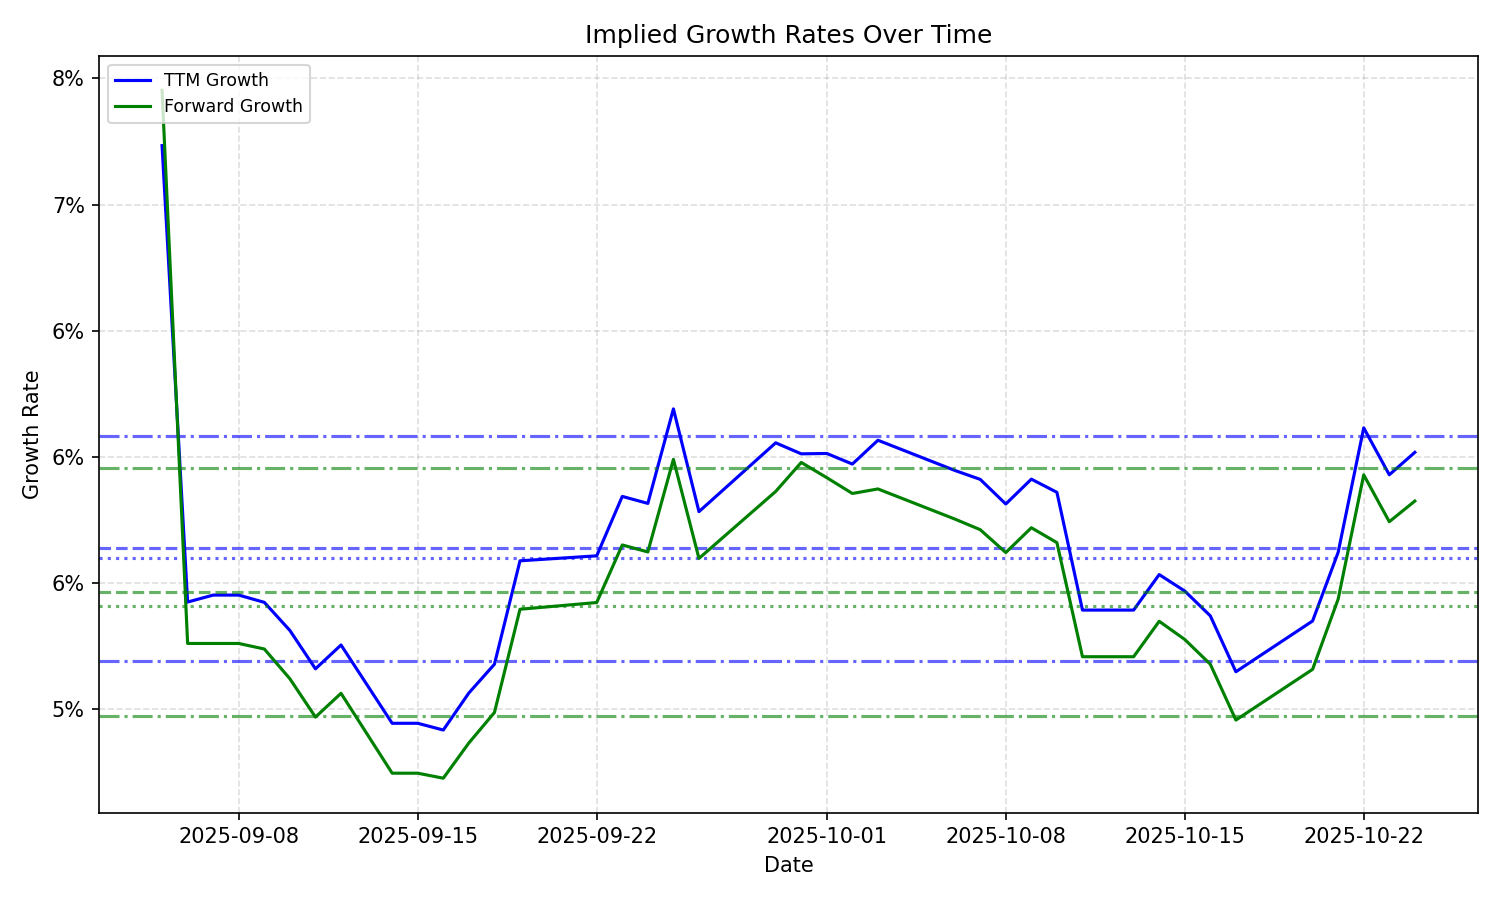 Implied Growth Rates Over Time
TTM Growth
Forward Growth
Growth Rate
8%
7%
6%
6%
6%
5%
2025-09-08
2025-09-15
2025-09-22
2025-10-01
2025-10-08
2025-10-15
2025-10-22
Date